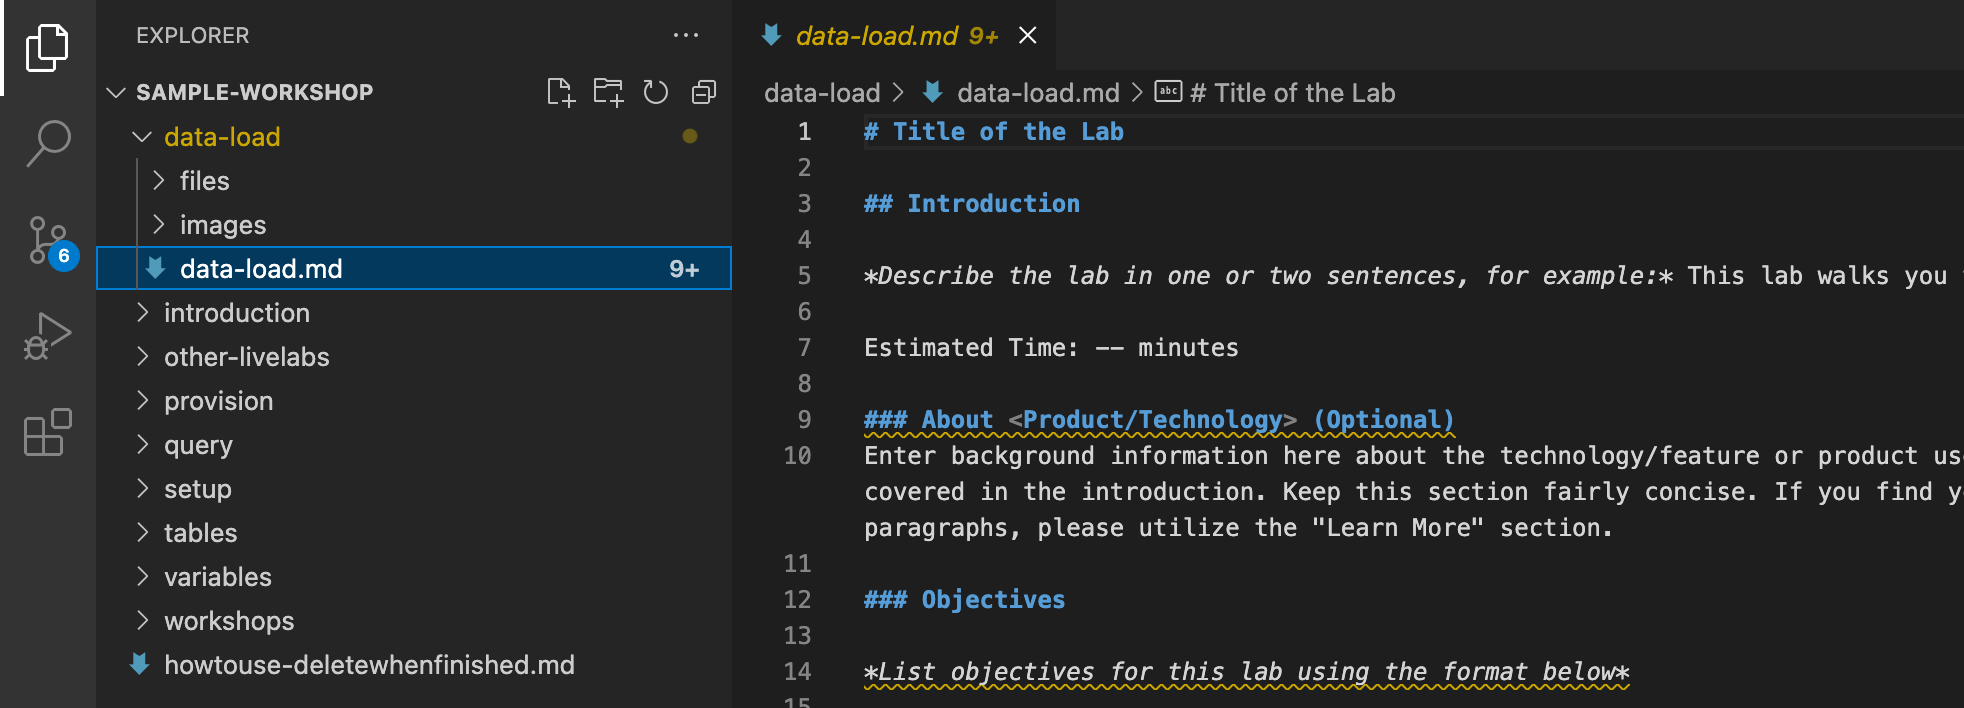 EXPLORER
SAMPLE-WORKSHOP
data-load
files
images
data-load.md 9+
introduction
other-livelabs
provision
query
setup
tables
variables
workshops
howtouse-deletewhenfinished.md
6
data-load.md 9+
data-load > data-load.md > abc # Title of the Lab
1 # Title of the Lab
2
3 ## Introduction
4
5 *Describe the lab in one or two sentences, for example:* This lab walks you
6
7 Estimated Time: -- minutes
8
9 ### About <Product/Technology> (Optional)
10 Enter background information here about the technology/feature or product
covered in the introduction. Keep this section fairly concise. If you find
paragraphs, please utilize the "Learn More" section.
11
12 ### Objectives
13
14 *List objectives for this lab using the format below*
15